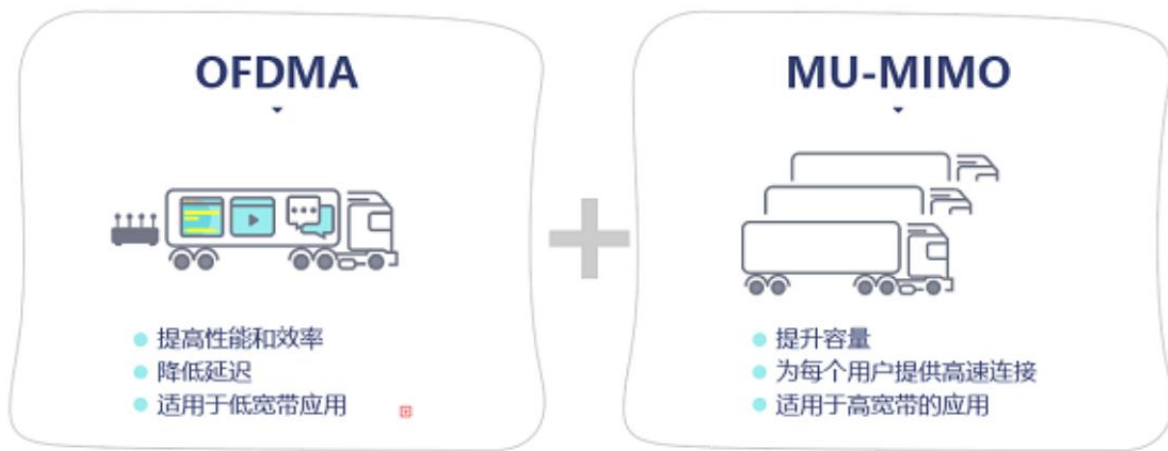 OFDMA
提高性能和效率
降低延迟
适用于低宽带应用
MU-MIMO
提升容量
为每个用户提供高速连接
适用于高宽带的应用